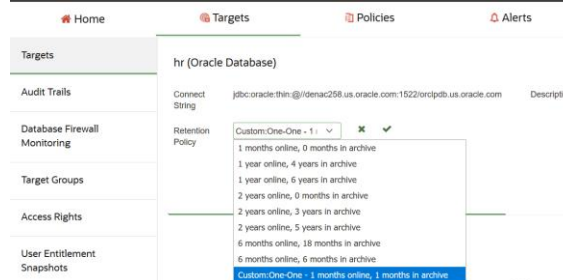 Home
Targets
Policies
Alerts
Targets
Audit Trails
Database Firewall
Monitoring
Target Groups
Access Rights
User Entitlement
Snapshots
hr (Oracle Database)
Connect
String
jdbc:oracle:thin:@//denac258.us.oracle.com:1522/orclpdb.us.oracle.com
Descripti
Retention
Policy
Custom:One-One - 1
1 months online, 0 months in archive
1 year online, 4 years in archive
1 year online, 6 years in archive
2 years online, 0 months in archive
2 years online, 3 years in archive
2 years online, 5 years in archive
6 months online, 18 months in archive
6 months online, 6 months in archive
Custom:One-One - 1 months online, 1 months in archive